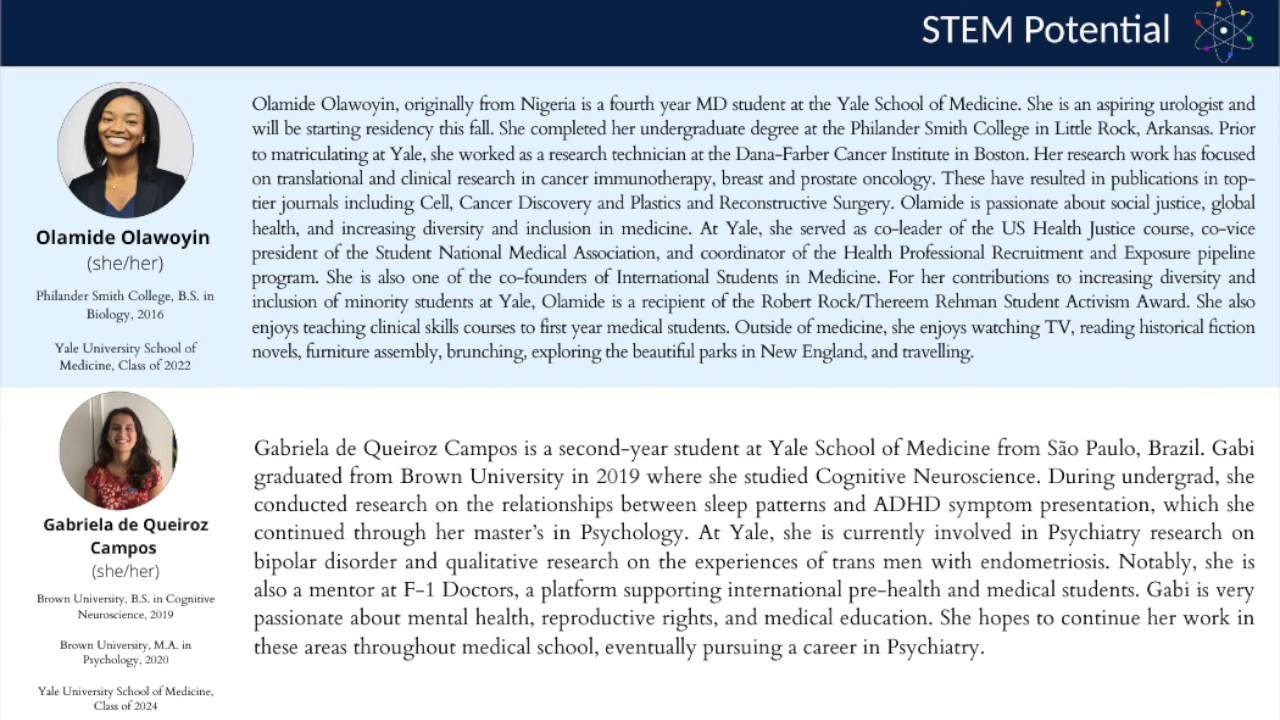 STEM Potential
Olamide Olawoyin
(she/her)
Philander Smith College, B.S. in
Biology, 2016
Yale University School of
Medicine, Class of 2022
Olamide Olawoyin, originally from Nigeria is a fourth year MD student at the Yale School of Medicine. She is an aspiring urologist and
will be starting residency this fall. She completed her undergraduate degree at the Philander Smith College in Little Rock, Arkansas. Prior
to matriculating at Yale, she worked as a research technician at the Dana-Farber Cancer Institute in Boston. Her research work has focused
on translational and clinical research in cancer immunotherapy, breast and prostate oncology. These have resulted in publications in top-
tier journals including Cell, Cancer Discovery and Plastics and Reconstructive Surgery. Olamide is passionate about social justice, global
health, and increasing diversity and inclusion in medicine. At Yale, she served as co-leader of the US Health Justice course, co-vice
president of the Student National Medical Association, and coordinator of the Health Professional Recruitment and Exposure pipeline
program. She is also one of the co-founders of International Students in Medicine. For her contributions to increasing diversity and
inclusion of minority students at Yale, Olamide is a recipient of the Robert Rock/Thereem Rehman Student Activism Award. She also
enjoys teaching clinical skills courses to first year medical students. Outside of medicine, she enjoys watching TV, reading historical fiction
novels, furniture assembly, brunching, exploring the beautiful parks in New England, and travelling.
Gabriela de Queiroz
Campos
(she/her)
Brown University, B.S. in Cognitive
Neuroscience, 2019
Brown University, M.A. in
Psychology, 2020
Yale University School of Medicine,
Class of 2024
Gabriela de Queiroz Campos is a second-year student at Yale School of Medicine from São Paulo, Brazil. Gabi
graduated from Brown University in 2019 where she studied Cognitive Neuroscience. During undergrad, she
conducted research on the relationships between sleep patterns and ADHD symptom presentation, which she
continued through her master's in Psychology. At Yale, she is currently involved in Psychiatry research on
bipolar disorder and qualitative research on the experiences of trans men with endometriosis. Notably, she is
also a mentor at F-1 Doctors, a platform supporting international pre-health and medical students. Gabi is very
passionate about mental health, reproductive rights, and medical education. She hopes to continue her work in
these areas throughout medical school, eventually pursuing a career in Psychiatry.